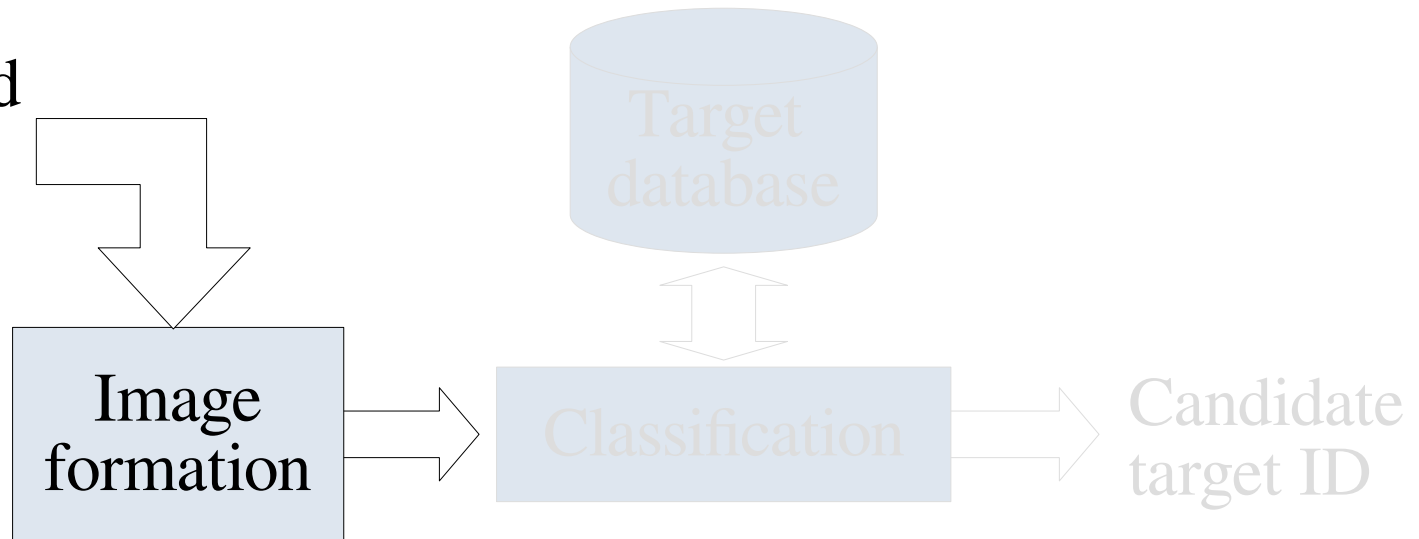 d
Target
database
Image
formation
Classification
Candidate
target ID